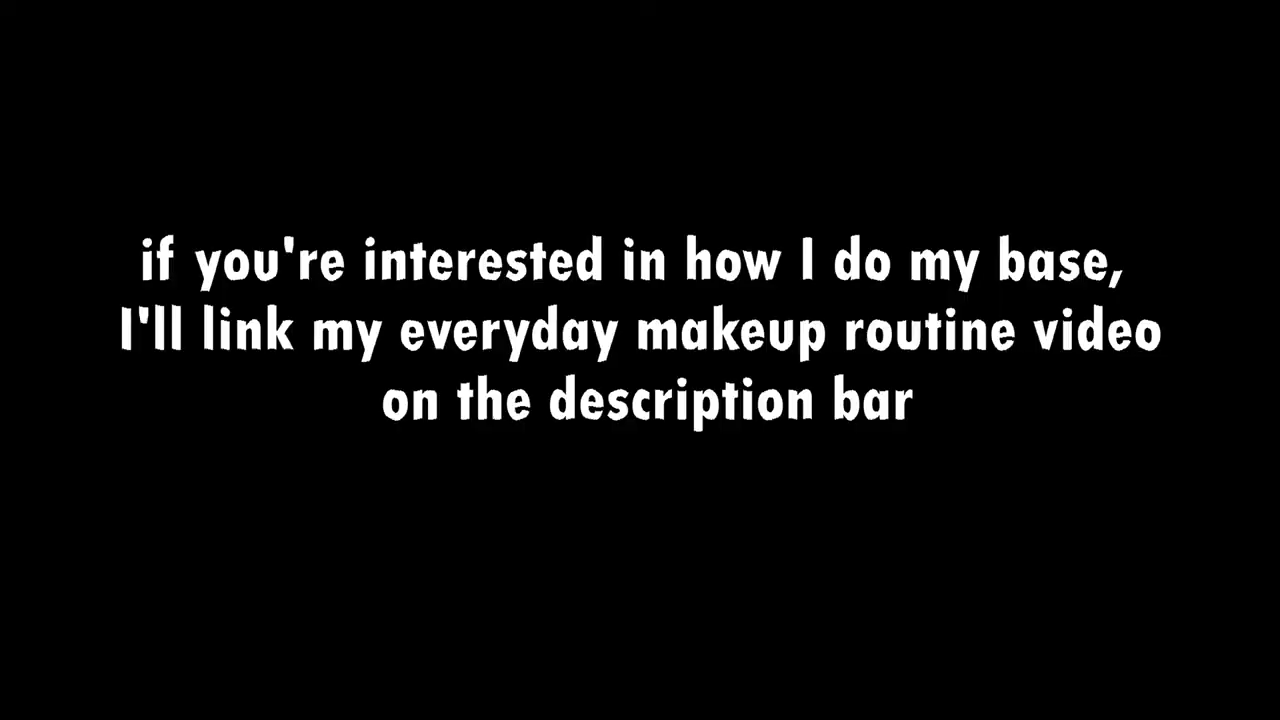 if you're interested in how I do my base,
I'll link my everyday makeup routine video
on the description bar